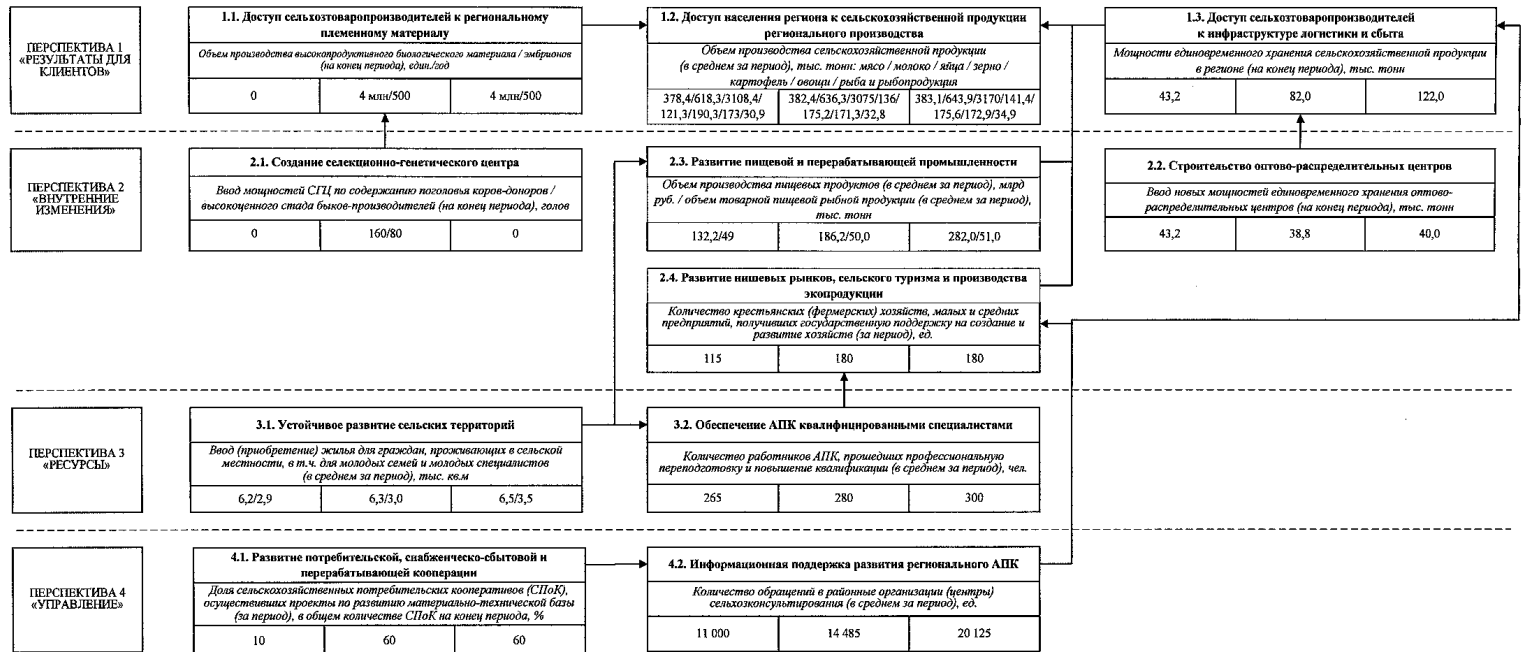 ПЕРСПЕКТИВА 1
«РЕЗУЛЬТАТЫ ДЛЯ
КЛИЕНТОВ»
1.1. Доступ сельхозтоваропроизводителей к региональному
племенному материалу
Объем производства высокопродуктивного биологического материала / эмбрионов
(на конец периода), един./год
0
4 млн/500
4 млн/500
1.2. Доступ населения региона к сельскохозяйственной продукции
регионального производства
Объем производства сельскохозяйственной продукции
(в среднем за период), тыс. тонн: мясо / молоко / яйца / зерно /
картофель / овощи / рыба и рыбопродукция
378,4/618,3/3108,4/
121,3/190,3/173/30,9
382,4/636,3/3075/136/
175,2/171,3/32,8
383,1/643,9/3170/141,4/
175,6/172,9/34,9
1.3. Доступ сельхозтоваропроизводителей
к инфраструктуре логистики и сбыта
Мощности единовременного хранения сельскохозяйственной продукции
в регионе (на конец периода), тыс. тонн
43,2
82,0
122,0
ПЕРСПЕКТИВА 2
«ВНУТРЕННИЕ
ИЗМЕНЕНИЯ»
2.1. Создание селекционно-генетического центра
Ввод мощностей СГЦ по содержанию поголовья коров-доноров /
высокоценного стада быков-производителей (на конец периода), голов
0
160/80
0
2.3. Развитие пищевой и перерабатывающей промышленности
Объем производства пищевых продуктов (в среднем за период), млрд
руб. / объем товарной пищевой рыбной продукции (в среднем за период),
тыс. тонн
132,2/49
186,2/50,0
282,0/51,0
2.2. Строительство оптово-распределительных центров
Ввод новых мощностей единовременного хранения оптово-
распределительных центров (на конец периода), тыс. тонн
43,2
38,8
40,0
2.4. Развитие нишевых рынков, сельского туризма и производства
экопродукции
Количество крестьянских (фермерских) хозяйств, малых и средних
предприятий, получивших государственную поддержку на создание и
развитие хозяйств (за период), ед.
115
180
180
ПЕРСПЕКТИВА 3
«РЕСУРСЫ»
3.1. Устойчивое развитие сельских территорий
Ввод (приобретение) жилья для граждан, проживающих в сельской
местности, в т.ч. для молодых семей и молодых специалистов
(в среднем за период), тыс. кв.м
6,2/2,9
6,3/3,0
6,5/3,5
3.2. Обеспечение АПК квалифицированными специалистами
Количество работников АПК, прошедших профессиональную
переподготовку и повышение квалификации (в среднем за период), чел.
265
280
300
ПЕРСПЕКТИВА 4
«УПРАВЛЕНИЕ»
4.1. Развитие потребительской, снабженческо-сбытовой и
перерабатывающей кооперации
Доля сельскохозяйственных потребительских кооперативов (СПоК),
осуществивших проекты по развитию материально-технической базы
(за период), в общем количестве СПоК на конец периода, %
10
60
60
4.2. Информационная поддержка развития регионального АПК
Количество обращений в районные организации (центры)
сельхозконсультирования (в среднем за период), ед.
11 000
14 485
20 125